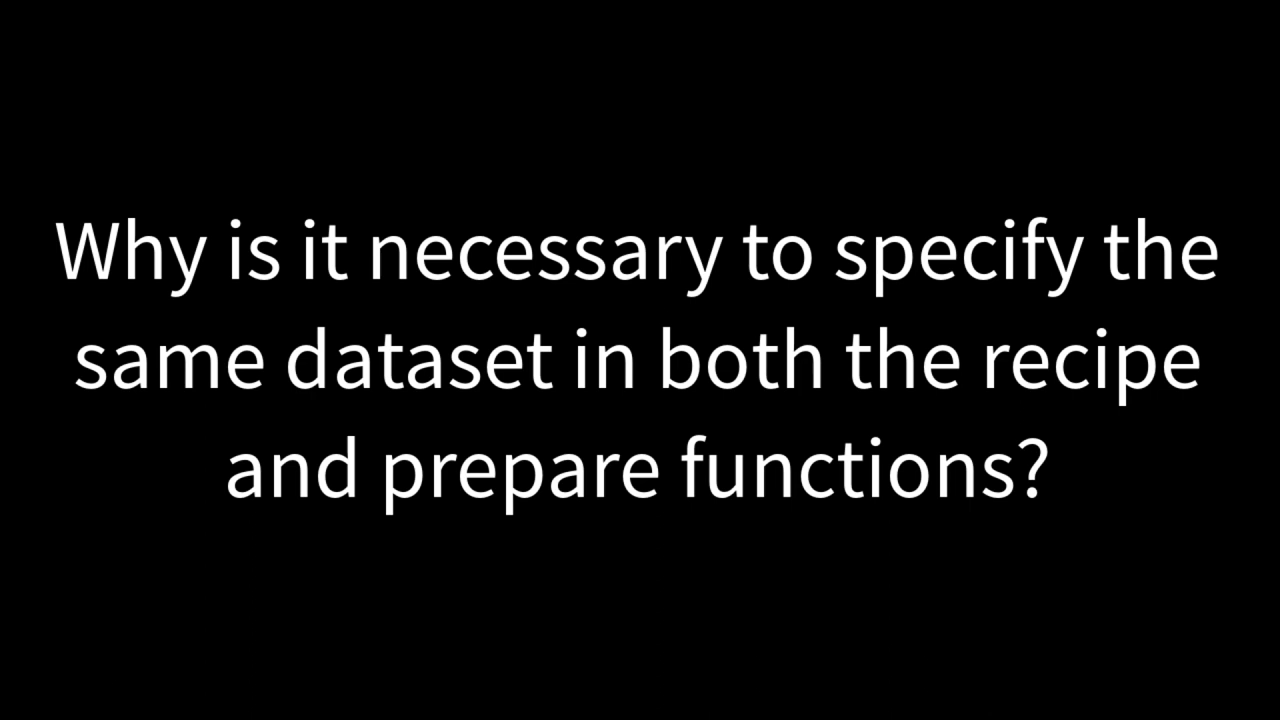 Why is it necessary to specify the
same dataset in both the recipe
and prepare functions?